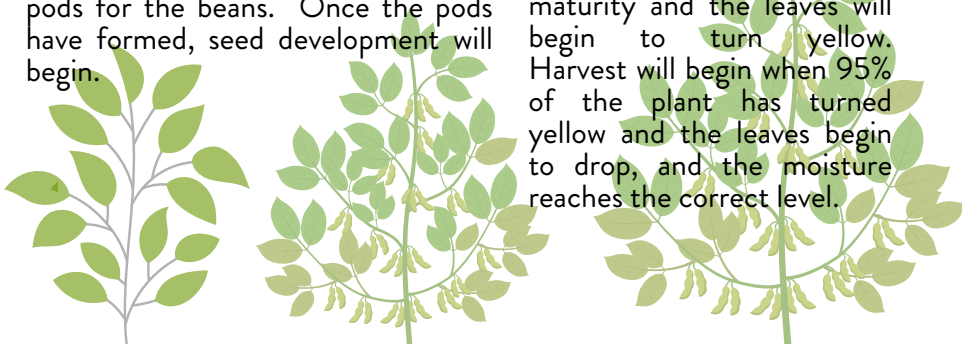 pods for the beans. Once the pods
have formed, seed development will
begin.
maturity and the leaves will
begin to turn yellow.
Harvest will begin when 95%
of the plant has turned
yellow and the leaves begin
to drop, and the moisture
reaches the correct level.